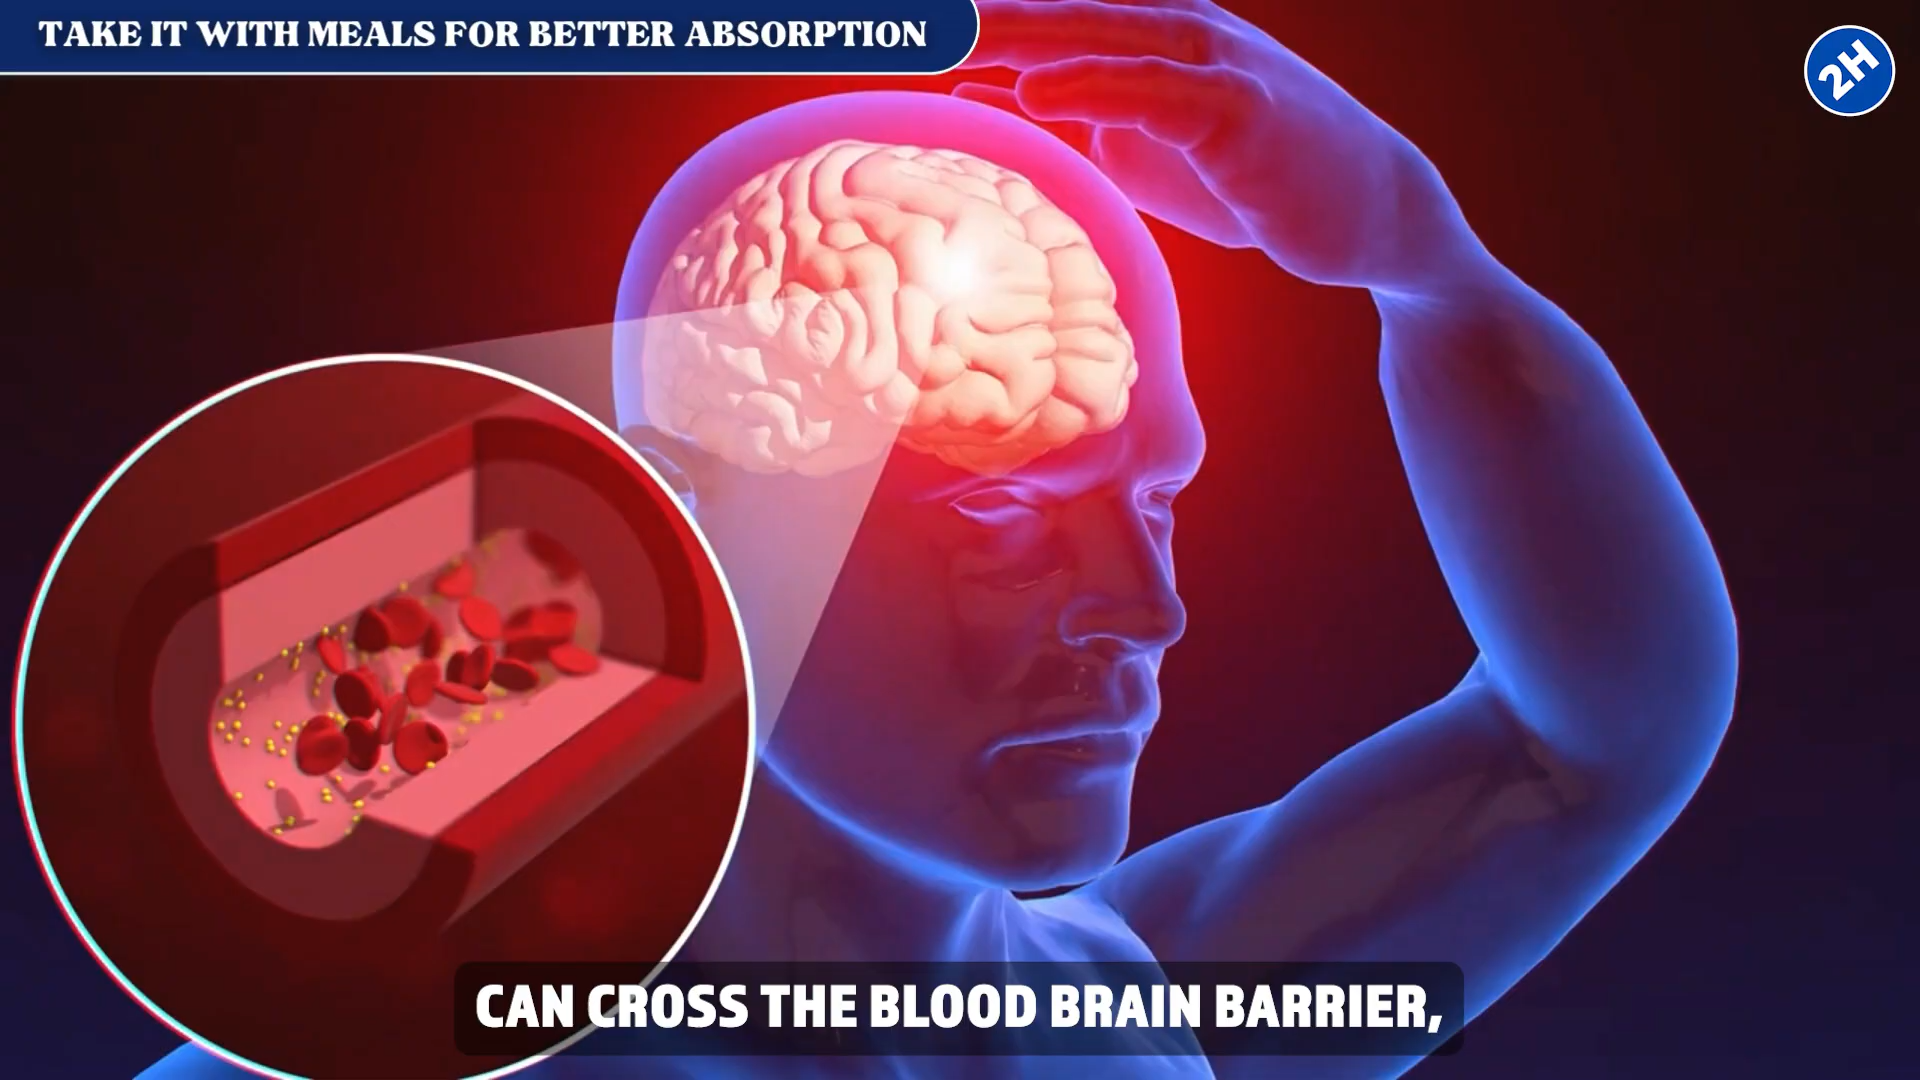 TAKE IT WITH MEALS FOR BETTER ABSORPTION
2H
CAN CROSS THE BLOOD BRAIN BARRIER,